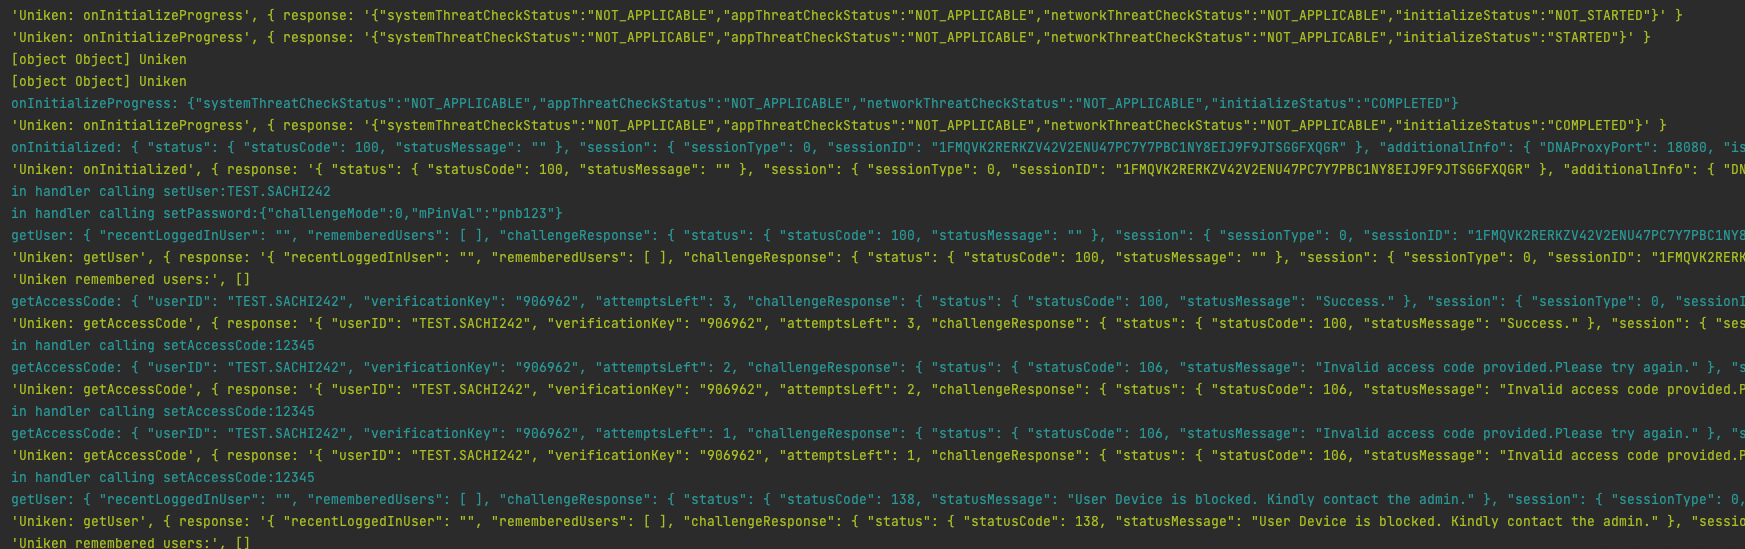 'Uniken: onInitializeProgress', { response: '{"systemThreatCheckStatus":"NOT_APPLICABLE","appThreatCheckStatus":"NOT_APPLICABLE","networkThreatCheckStatus":"NOT_APPLICABLE","initializeStatus":"NOT_STARTED"}' }
'Uniken: onInitializeProgress', { response: '{"systemThreatCheckStatus":"NOT_APPLICABLE","appThreatCheckStatus":"NOT_APPLICABLE","networkThreatCheckStatus":"NOT_APPLICABLE","initializeStatus":"STARTED"}' }
[object Object] Uniken
[object Object] Uniken
onInitializeProgress: {"systemThreatCheckStatus":"NOT_APPLICABLE","appThreatCheckStatus":"NOT_APPLICABLE","networkThreatCheckStatus":"NOT_APPLICABLE","initializeStatus":"COMPLETED"}
'Uniken: onInitializeProgress', { response: '{"systemThreatCheckStatus":"NOT_APPLICABLE","appThreatCheckStatus":"NOT_APPLICABLE","networkThreatCheckStatus":"NOT_APPLICABLE","initializeStatus":"COMPLETED"}' }
onInitialized: { "status": { "statusCode": 100, "statusMessage": "" }, "session": { "sessionType": 0, "sessionID": "1FMQVK2RERKZV42V2ENU47PC7Y7PBC1NY8EIJ9F9JTSGGFXQGR" }, "additionalInfo": { "DNAProxyPort": 18080, "is
'Uniken: onInitialized', { response: '{ "status": { "statusCode": 100, "statusMessage": "" }, "session": { "sessionType": 0, "sessionID": "1FMQVK2RERKZV42V2ENU47PC7Y7PBC1NY8EIJ9F9JTSGGFXQGR" }, "additionalInfo": { "DN
in handler calling setUser:TEST.SACHI242
in handler calling setPassword:{"challengeMode":0,"mPinVal":"pnb123"}
getUser: { "recentLoggedInUser": "", "rememberedUsers": [ ], "challengeResponse": { "status": { "statusCode": 100, "statusMessage": "" }, "session": { "sessionType": 0, "sessionID": "1FMQVK2RERKZV42V2ENU47PC7Y7PBC1NY8
'Uniken: getUser', { response: '{ "recentLoggedInUser": "", "rememberedUsers": [ ], "challengeResponse": { "status": { "statusCode": 100, "statusMessage": "" }, "session": { "sessionType": 0, "sessionID": "1FMQVK2RERK
'Uniken remembered users:', []
getAccessCode: { "userID": "TEST.SACHI242", "verificationKey": "906962", "attemptsLeft": 3, "challengeResponse": { "status": { "statusCode": 100, "statusMessage": "Success." }, "session": { "sessionType": 0, "sessionI
'Uniken: getAccessCode', { response: '{ "userID": "TEST.SACHI242", "verificationKey": "906962", "attemptsLeft": 3, "challengeResponse": { "status": { "statusCode": 100, "statusMessage": "Success." }, "session": { "ses
in handler calling setAccessCode:12345
getAccessCode: { "userID": "TEST.SACHI242", "verificationKey": "906962", "attemptsLeft": 2, "challengeResponse": { "status": { "statusCode": 106, "statusMessage": "Invalid access code provided.Please try again." }, "s
'Uniken: getAccessCode', { response: '{ "userID": "TEST.SACHI242", "verificationKey": "906962", "attemptsLeft": 2, "challengeResponse": { "status": { "statusCode": 106, "statusMessage": "Invalid access code provided.P
in handler calling setAccessCode:12345
getAccessCode: { "userID": "TEST.SACHI242", "verificationKey": "906962", "attemptsLeft": 1, "challengeResponse": { "status": { "statusCode": 106, "statusMessage": "Invalid access code provided.Please try again." }, "s
'Uniken: getAccessCode', { response: '{ "userID": "TEST.SACHI242", "verificationKey": "906962", "attemptsLeft": 1, "challengeResponse": { "status": { "statusCode": 106, "statusMessage": "Invalid access code provided.P
in handler calling setAccessCode:12345
getUser: { "recentLoggedInUser": "", "rememberedUsers": [ ], "challengeResponse": { "status": { "statusCode": 138, "statusMessage": "User Device is blocked. Kindly contact the admin." }, "session": { "sessionType": 0,
'Uniken: getUser', { response: '{ "recentLoggedInUser": "", "rememberedUsers": [ ], "challengeResponse": { "status": { "statusCode": 138, "statusMessage": "User Device is blocked. Kindly contact the admin." }, "sessio
'Uniken remembered users:', []